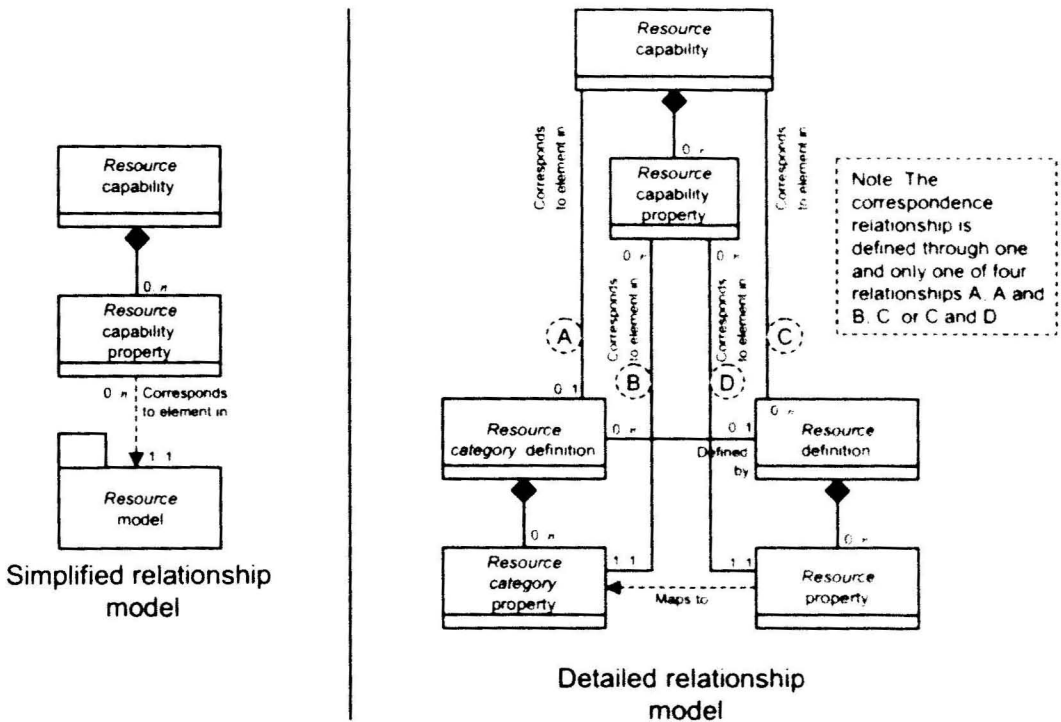 Resource
capability
0 n
Resource
capability
property
0 n
Corresponds
to element in
1 1
Resource
model
Simplified relationship
model
Resource
capability
Corresponds
to element in
Corresponds
to element in
0 n
Resource
capability
property
0 n
0 n
Corresponds
to element in
Corresponds
to element in
Note The
correspondence
relationship is
defined through one
and only one of four
relationships A. A and
B. C or C and D
A
B
D
C
0 1
0 n
Resource
category definition
0 n
0 1
Defined
by
Resource
definition
0 n
0 n
Resource
category
property
1 1
1 1
Maps to
Resource
property
Detailed relationship
model